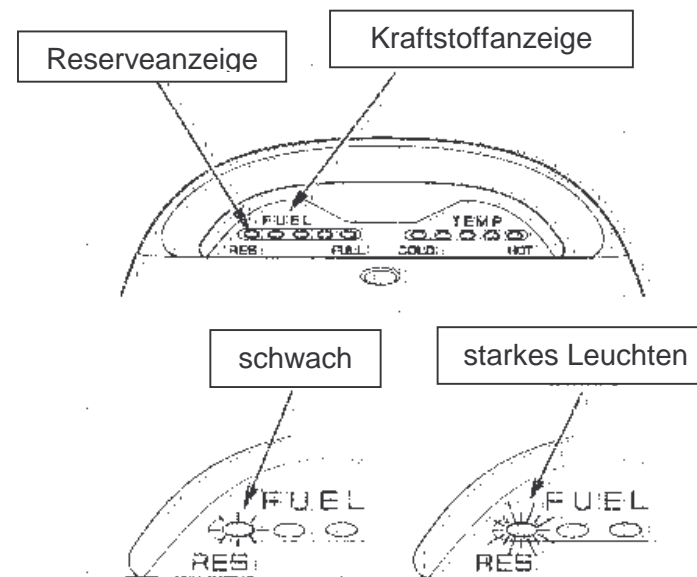 Reserveanzeige
Kraftstoffanzeige
FUEL
TEMP
RES
FULL
COLD
HOT
schwach
starkes Leuchten
FUEL
RES
FUEL
RES